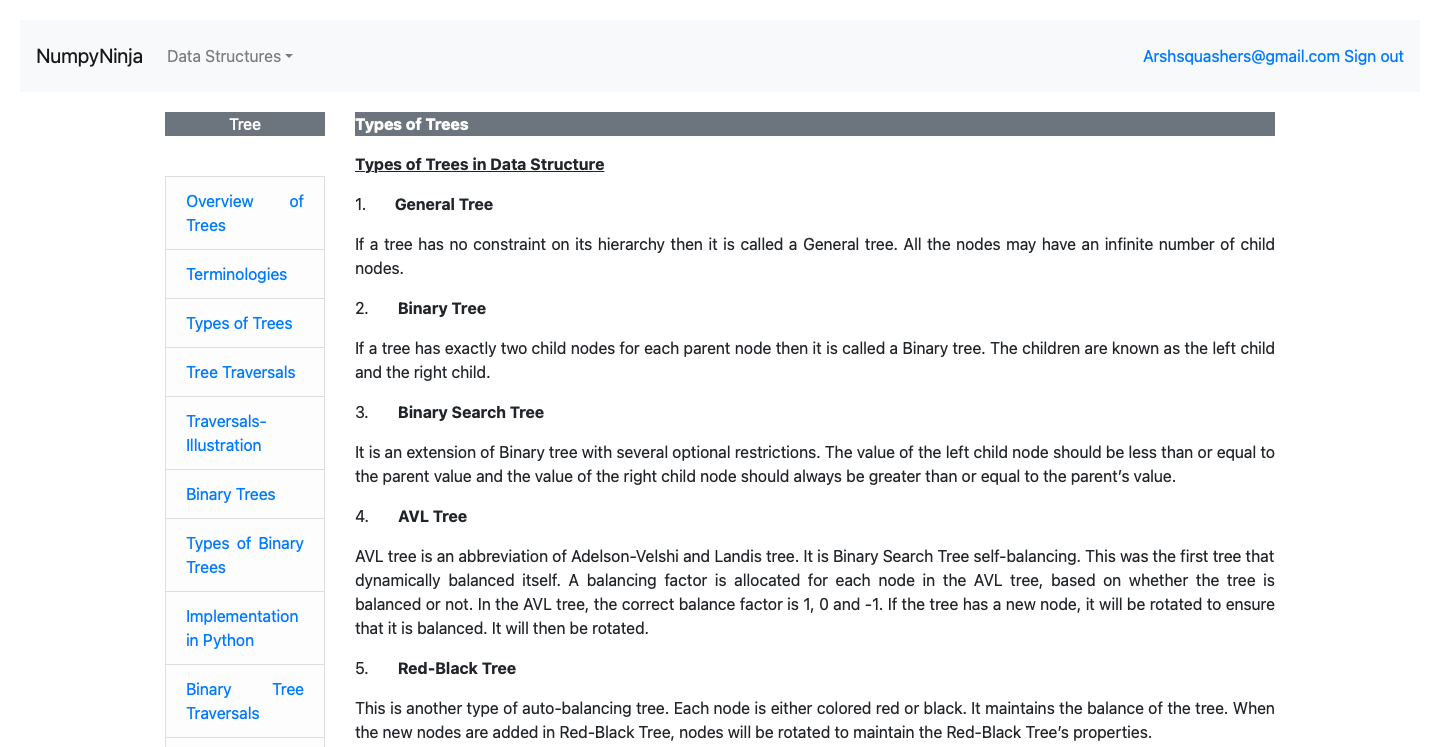 NumpyNinja Data Structures Arshsquashers@gmail.com Sign out
Tree
Overview of
Trees
Terminologies
Types of Trees
Tree Traversals
Traversals-
Illustration
Binary Trees
Types of Binary
Trees
Implementation
in Python
Binary Tree
Traversals
Types of Trees
Types of Trees in Data Structure
1. General Tree
If a tree has no constraint on its hierarchy then it is called a General tree. All the nodes may have an infinite number of child
nodes.
2. Binary Tree
If a tree has exactly two child nodes for each parent node then it is called a Binary tree. The children are known as the left child
and the right child.
3. Binary Search Tree
It is an extension of Binary tree with several optional restrictions. The value of the left child node should be less than or equal to
the parent value and the value of the right child node should always be greater than or equal to the parent’s value.
4. AVL Tree
AVL tree is an abbreviation of Adelson-Velshi and Landis tree. It is Binary Search Tree self-balancing. This was the first tree that
dynamically balanced itself. A balancing factor is allocated for each node in the AVL tree, based on whether the tree is
balanced or not. In the AVL tree, the correct balance factor is 1, 0 and -1. If the tree has a new node, it will be rotated to ensure
that it is balanced. It will then be rotated.
5. Red-Black Tree
This is another type of auto-balancing tree. Each node is either colored red or black. It maintains the balance of the tree. When
the new nodes are added in Red-Black Tree, nodes will be rotated to maintain the Red-Black Tree’s properties.